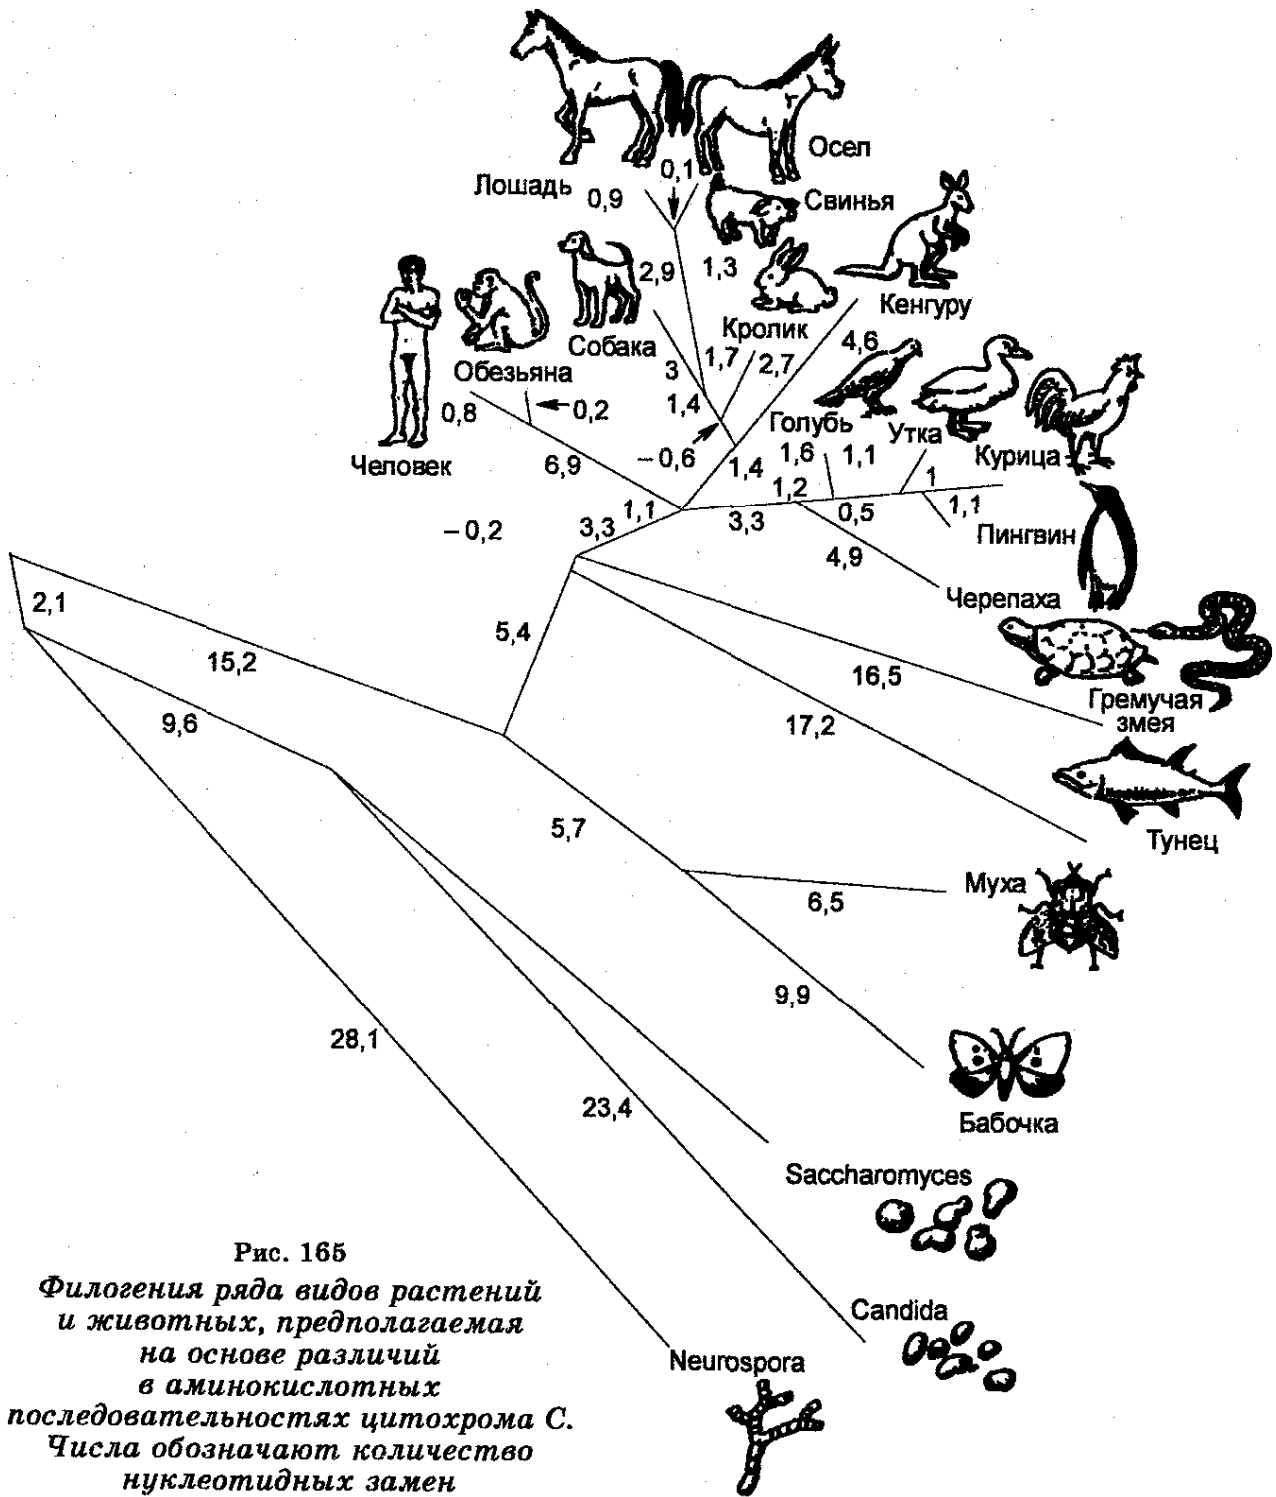 Осел
0,1
Лошадь
0,9
Свинья
2,9
1,3
Кенгуру
Кролик
Собака
4,6
1,7
2,7
Обезьяна
3
0,8
0,2
1,4
Голубь
Утка
Курица
Человек
6,9
–0,6
1,4
1,6
1,1
1
1,2
1,1
1,1
–0,2
3,3
3,3
0,5
Пингвин
4,9
Черепаха
2,1
5,4
15,2
16,5
Гремучая
змея
9,6
17,2
5,7
Тунец
Муха
6,5
9,9
28,1
23,4
Бабочка
Saccharomyces
Candida
Neurospora
Рис. 165
Филогения ряда видов растений
и животных, предполагаемая
на основе различий
в аминокислотных
последовательностях цитохрома С.
Числа обозначают количество
нуклеотидных замен